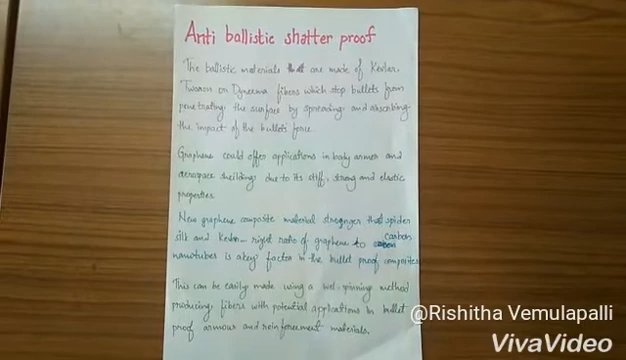 Anti ballistic shatter proof
The ballistic materials are made of Kevlar.
Twaron or Dyneema fibers which stop bullets from
penetrating the surface by spreading and absorbing
the impact of the bullets force.
Graphene could offer applications in body armor and
aerospace sheilding due to its stiff, strong and elastic
properties
New graphene composite material stronger that spider
silk and Kevlar - right ratio of graphene to carbon
nanotubes is a key factor in the bullet proof composites
This can be easily made using a wet-spinning method
producing fibers with potential applications in bullet
proof armour and reinforcement materials.
@Rishitha Vemulapalli
VivaVideo